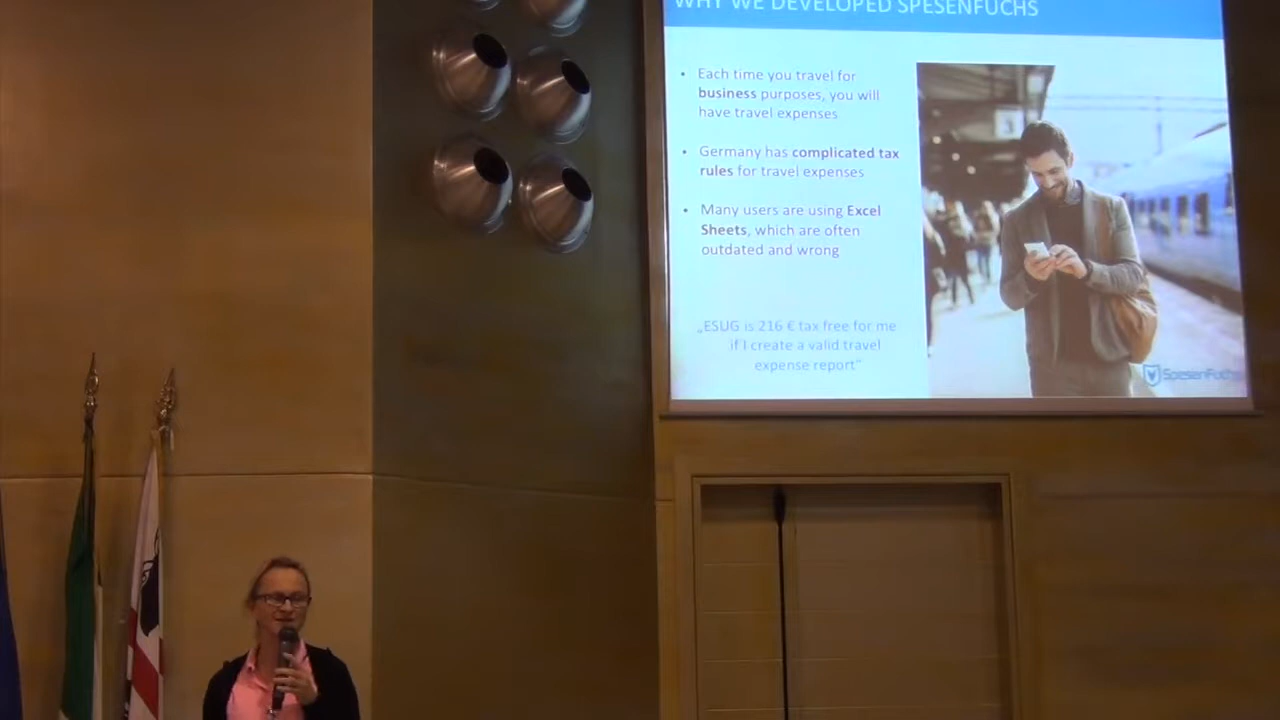 WHY WE DEVELOPED SPESENFUCHS
• Each time you travel for
business purposes, you will
have travel expenses
• Germany has complicated tax
rules for travel expenses
• Many users are using Excel
Sheets, which are often
outdated and wrong
„ESUG is 216 € tax free for me
if I create a valid travel
expense report“
SpesenFuchs